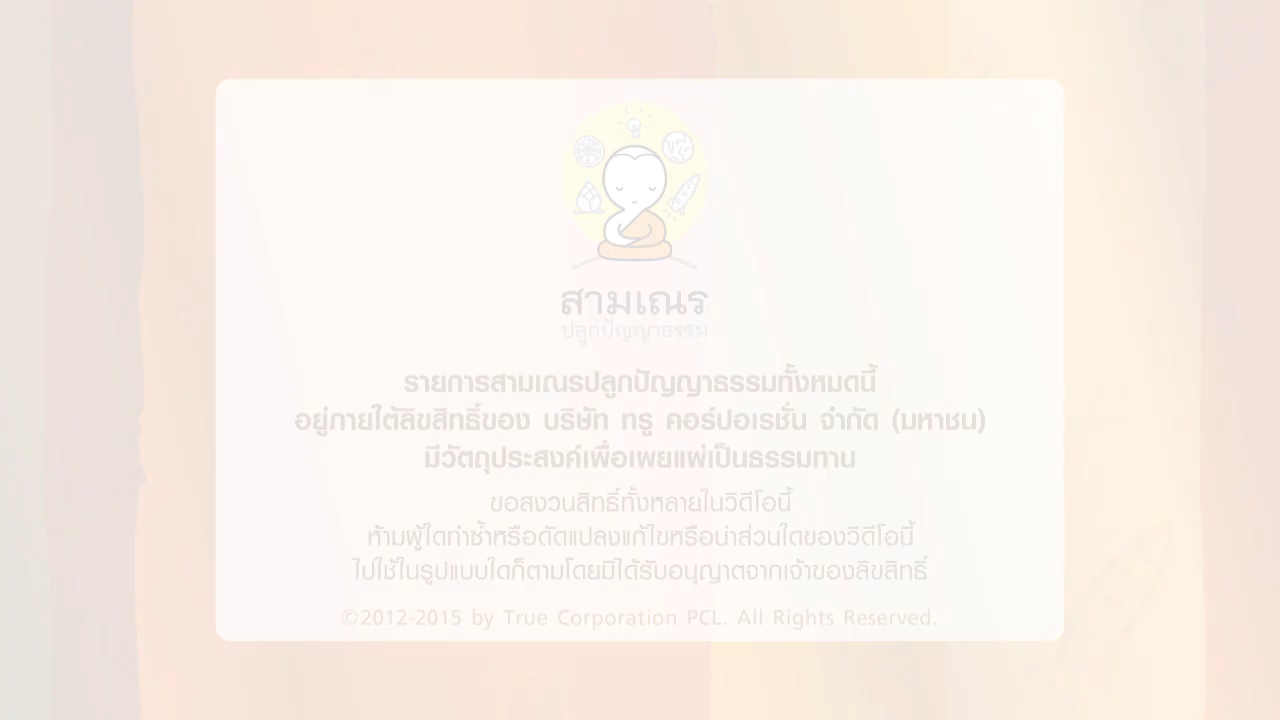 สามเณร
ปลูกปัญญาธรรม
รายการสามเณรปลูกปัญญาธรรมทั้งหมดนี้
อยู่ภายใต้ลิขสิทธิ์ของ บริษัท ทรู คอร์ปอเรชั่น จำกัด (มหาชน)
มีวัตถุประสงค์เพื่อเผยแผ่เป็นธรรมทาน
ขอสงวนสิทธิ์ทั้งหลายในวิดีโอนี้
ห้ามผู้ใดทำซ้ำหรือดัดแปลงแก้ไขหรือนำส่วนใดของวิดีโอนี้
ไปใช้ในรูปแบบใดก็ตามโดยมิได้รับอนุญาตจากเจ้าของลิขสิทธิ์
©2012-2015 by True Corporation PCL. All Rights Reserved.